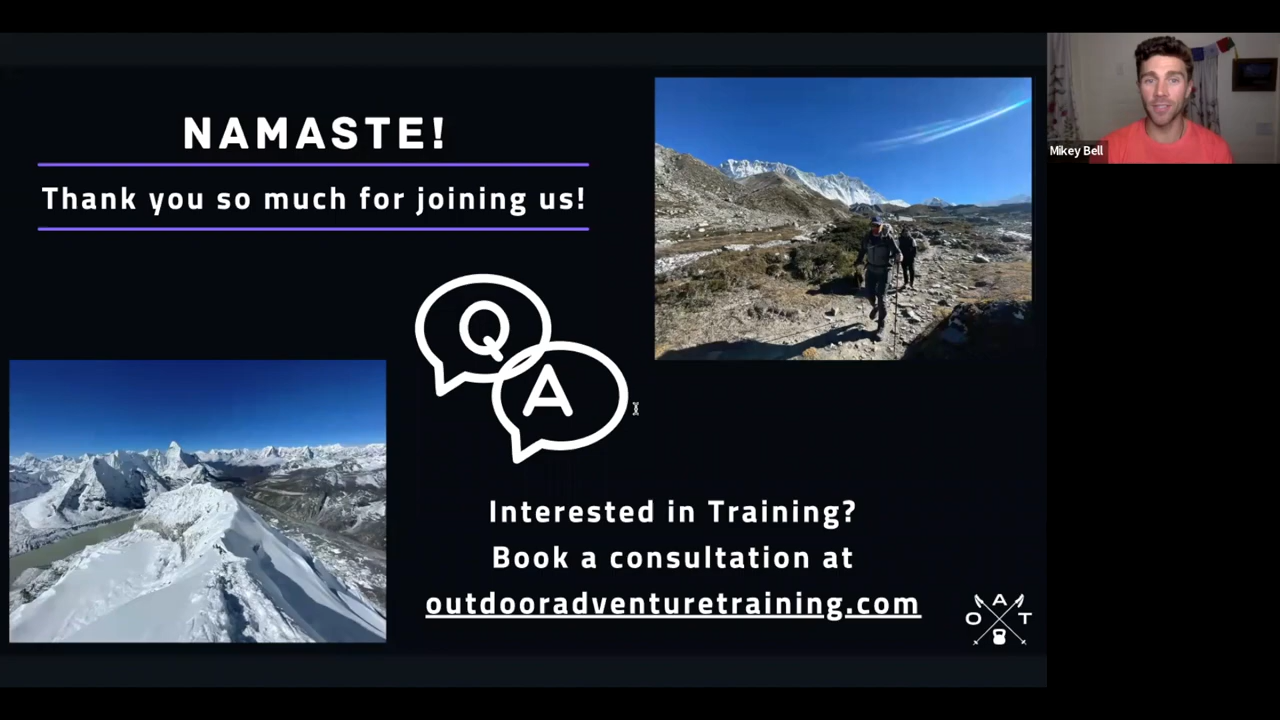 NAMASTE!
Thank you so much for joining us!
Q
A
Interested in Training?
Book a consultation at
outdooradventuretraining.com
O A T
Mikey Bell